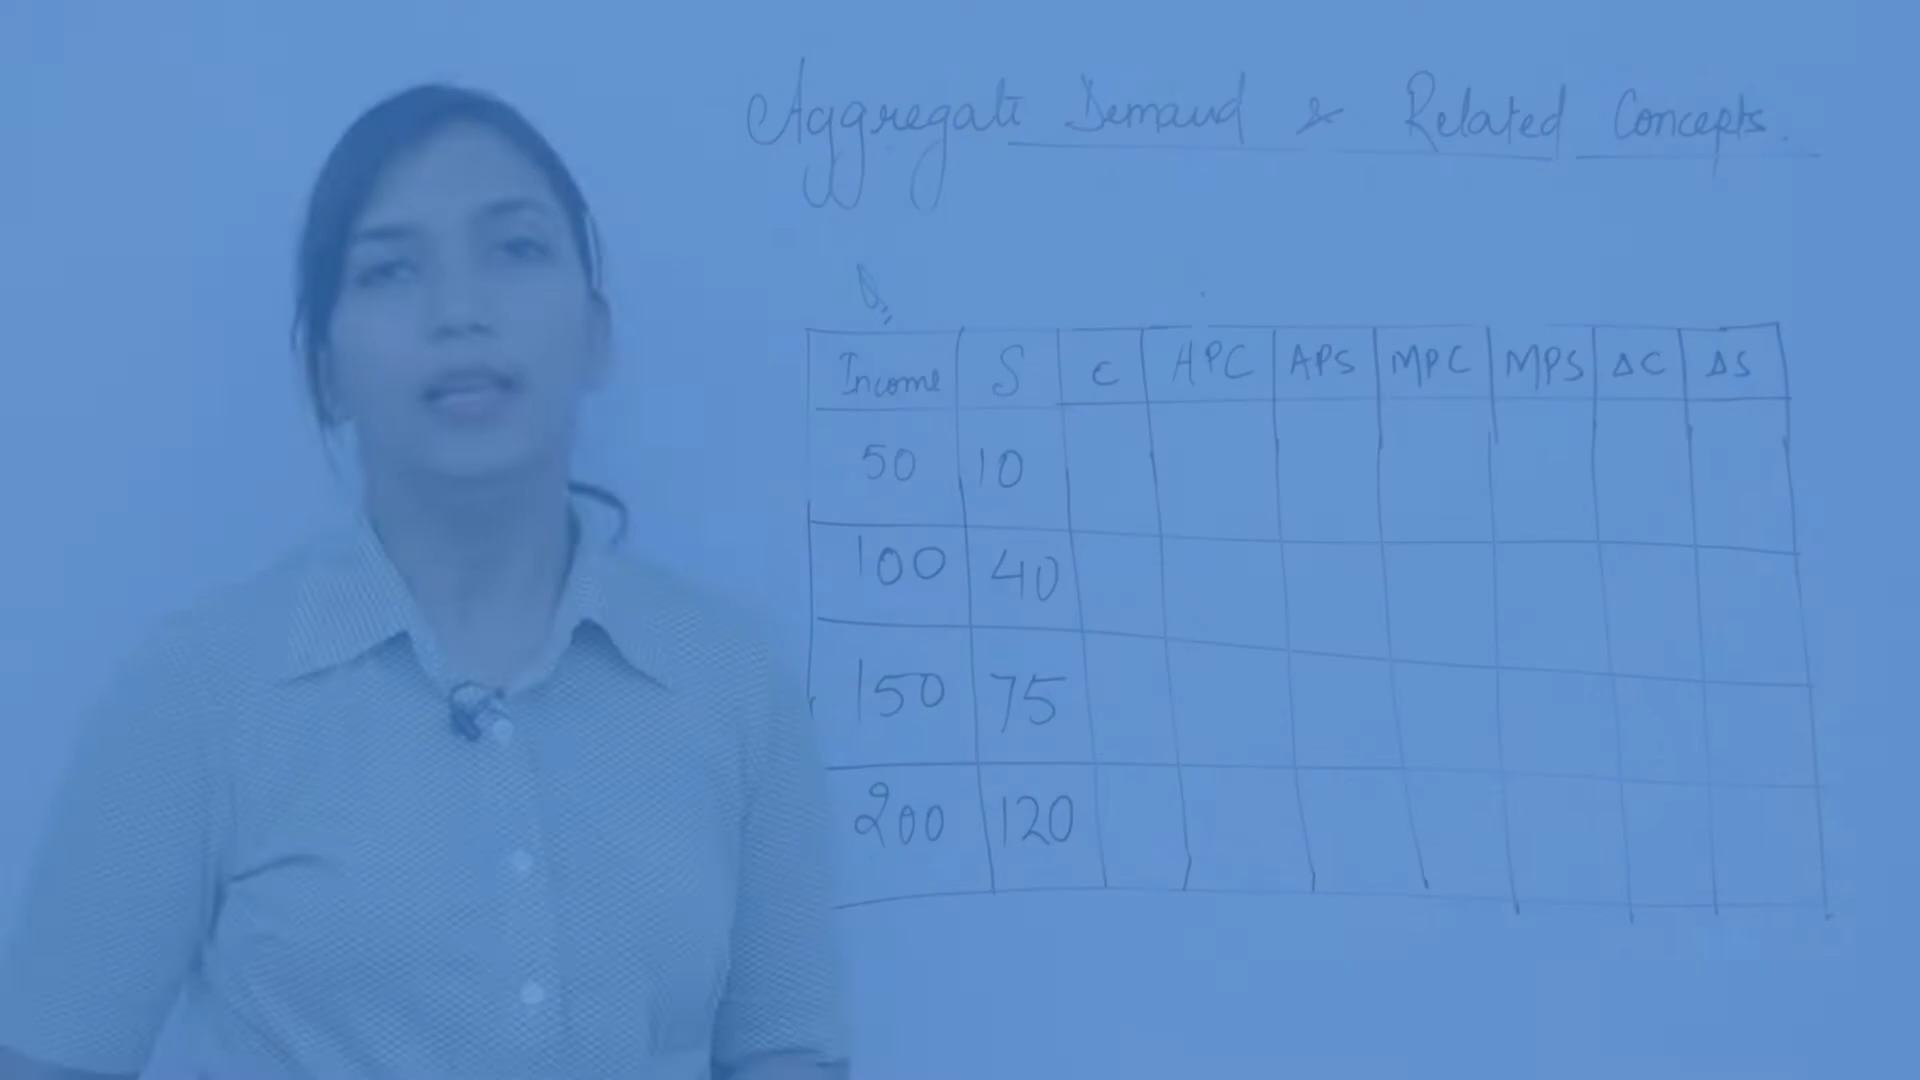 Aggregate Demand & Related Concepts.
Q,,
Income S C APC APS MPC MPS ΔC ΔS
50 10
100 40
150 75
200 120